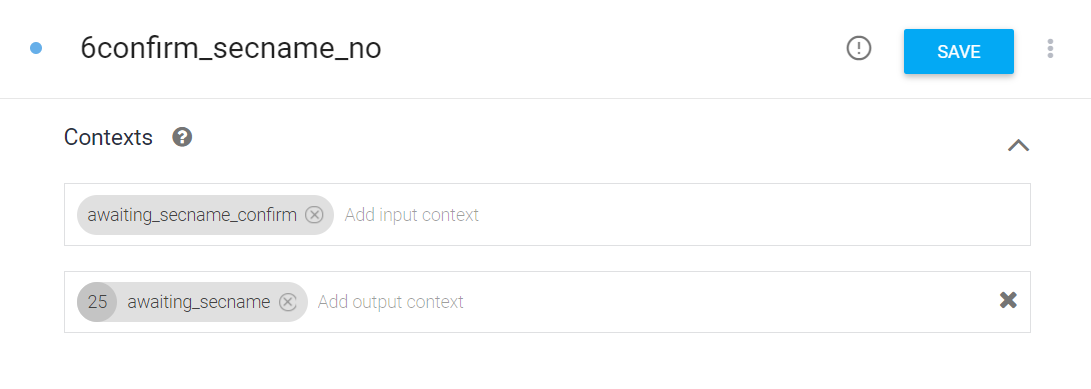 6confirm_secname_no
SAVE
Contexts
awaiting_secname_confirm Add input context
25 awaiting_secname Add output context